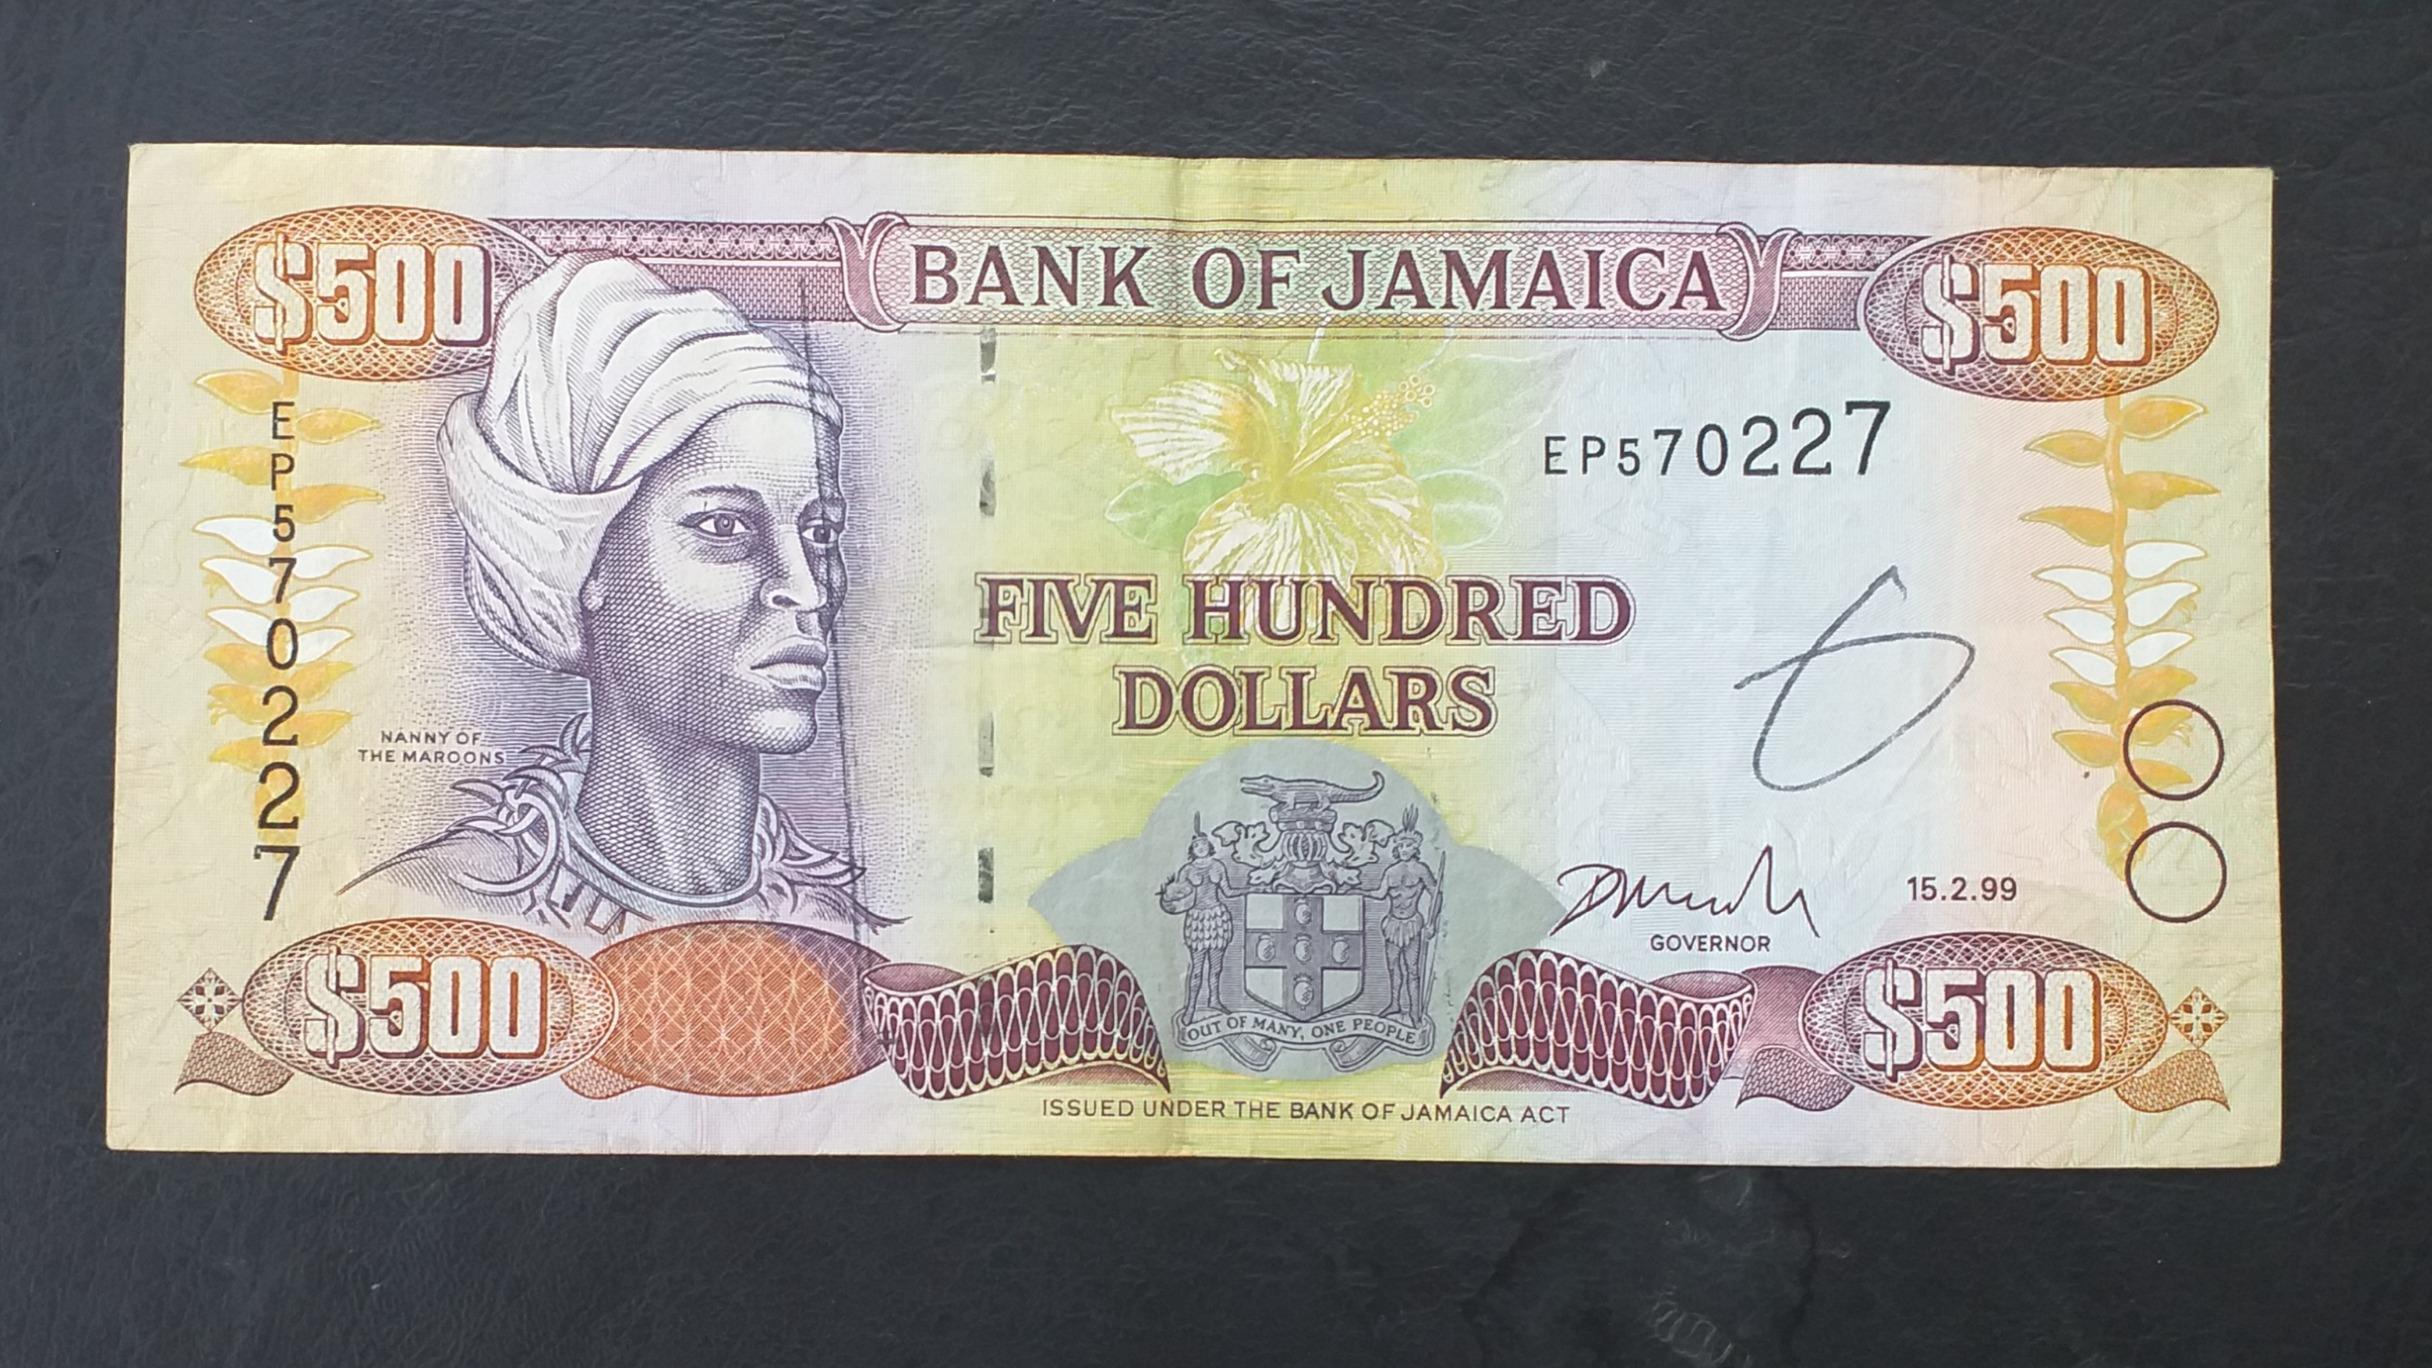 $500
BANK OF JAMAICA
$500
EP570227
EP570227
FIVE HUNDRED
DOLLARS
NANNY OF
THE MAROONS
15.2.99
GOVERNOR
$500
OUT OF MANY, ONE PEOPLE
$500
ISSUED UNDER THE BANK OF JAMAICA ACT